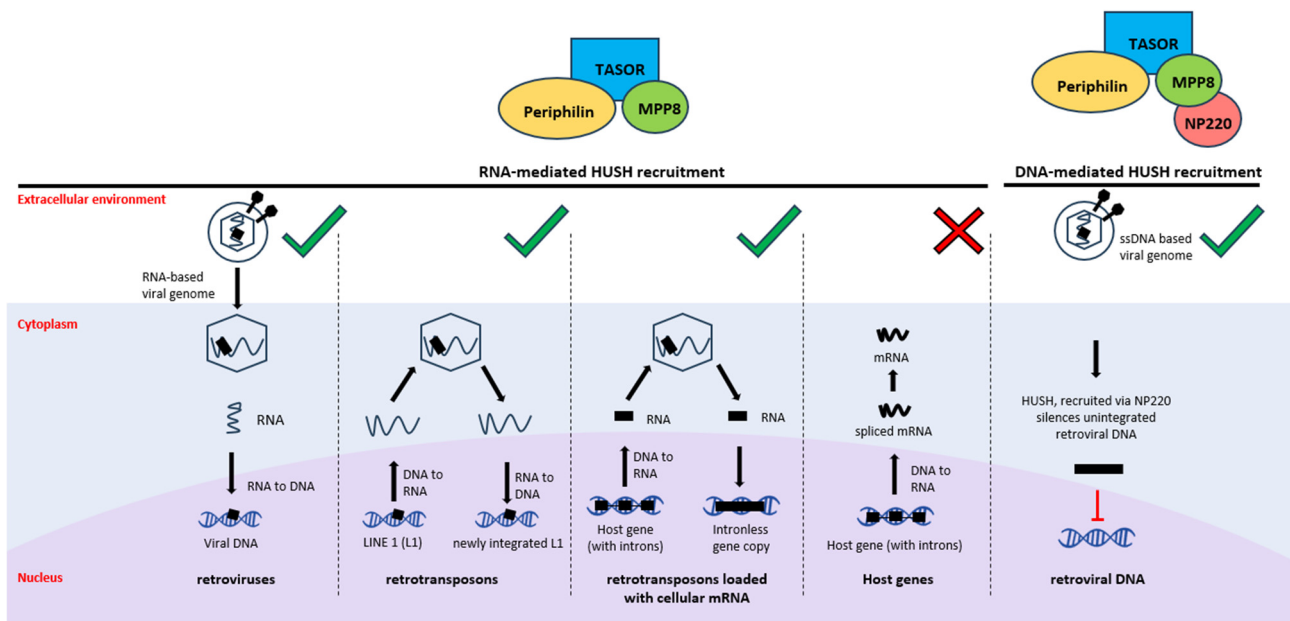 TASOR
Periphilin
MPP8
TASOR
Periphilin
MPP8
NP220
RNA-mediated HUSH recruitment
DNA-mediated HUSH recruitment
Extracellular environment
RNA-based
viral genome
ssDNA based
viral genome
Cytoplasm
RNA
RNA to DNA
Viral DNA
retroviruses
DNA to
RNA
LINE 1 (L1)
RNA to
DNA
newly integrated L1
retrotransposons
RNA
DNA to
RNA
Host gene
(with introns)
RNA
Intronless
gene copy
retrotransposons loaded
with cellular mRNA
mRNA
spliced mRNA
DNA to
RNA
Host gene (with introns)
Host genes
HUSH, recruited via NP220
silences unintegrated
retroviral DNA
retroviral DNA
Nucleus